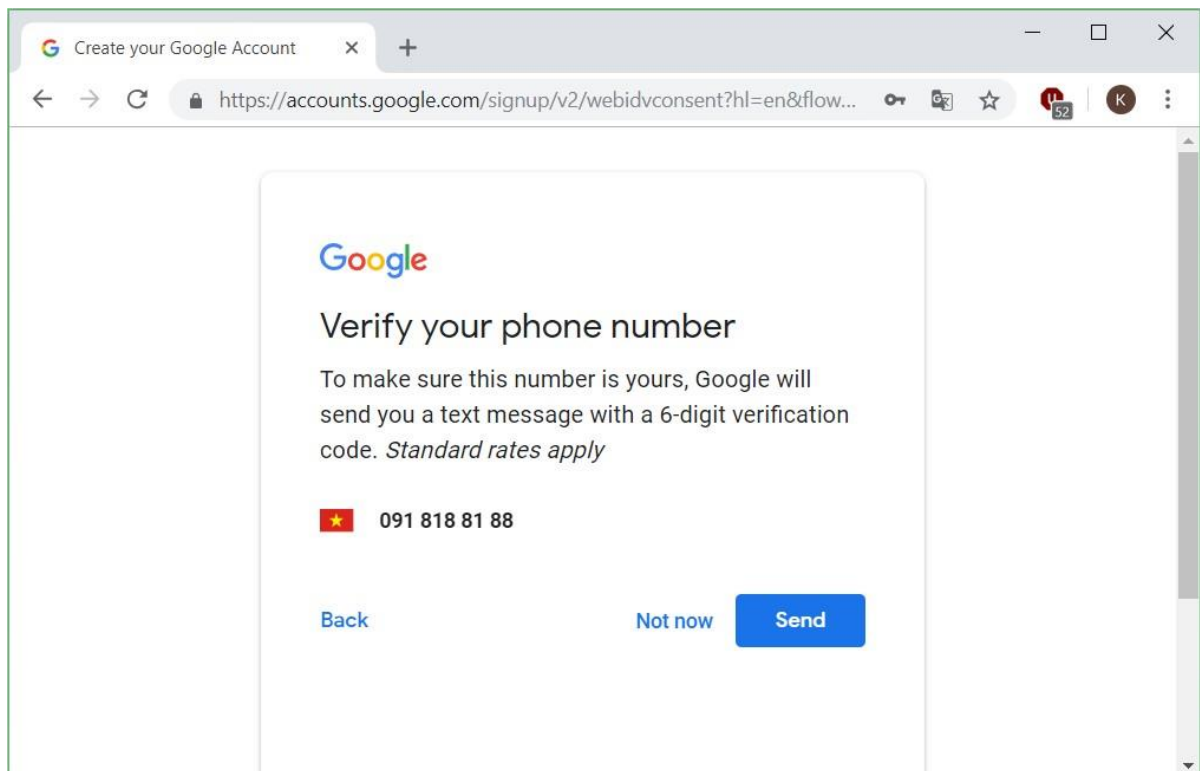 Create your Google Account
https://accounts.google.com/signup/v2/webidvconsent?hl=en&flow...
52
K
Google
Verify your phone number
To make sure this number is yours, Google will
send you a text message with a 6-digit verification
code. Standard rates apply
091 818 81 88
Back
Not now
Send